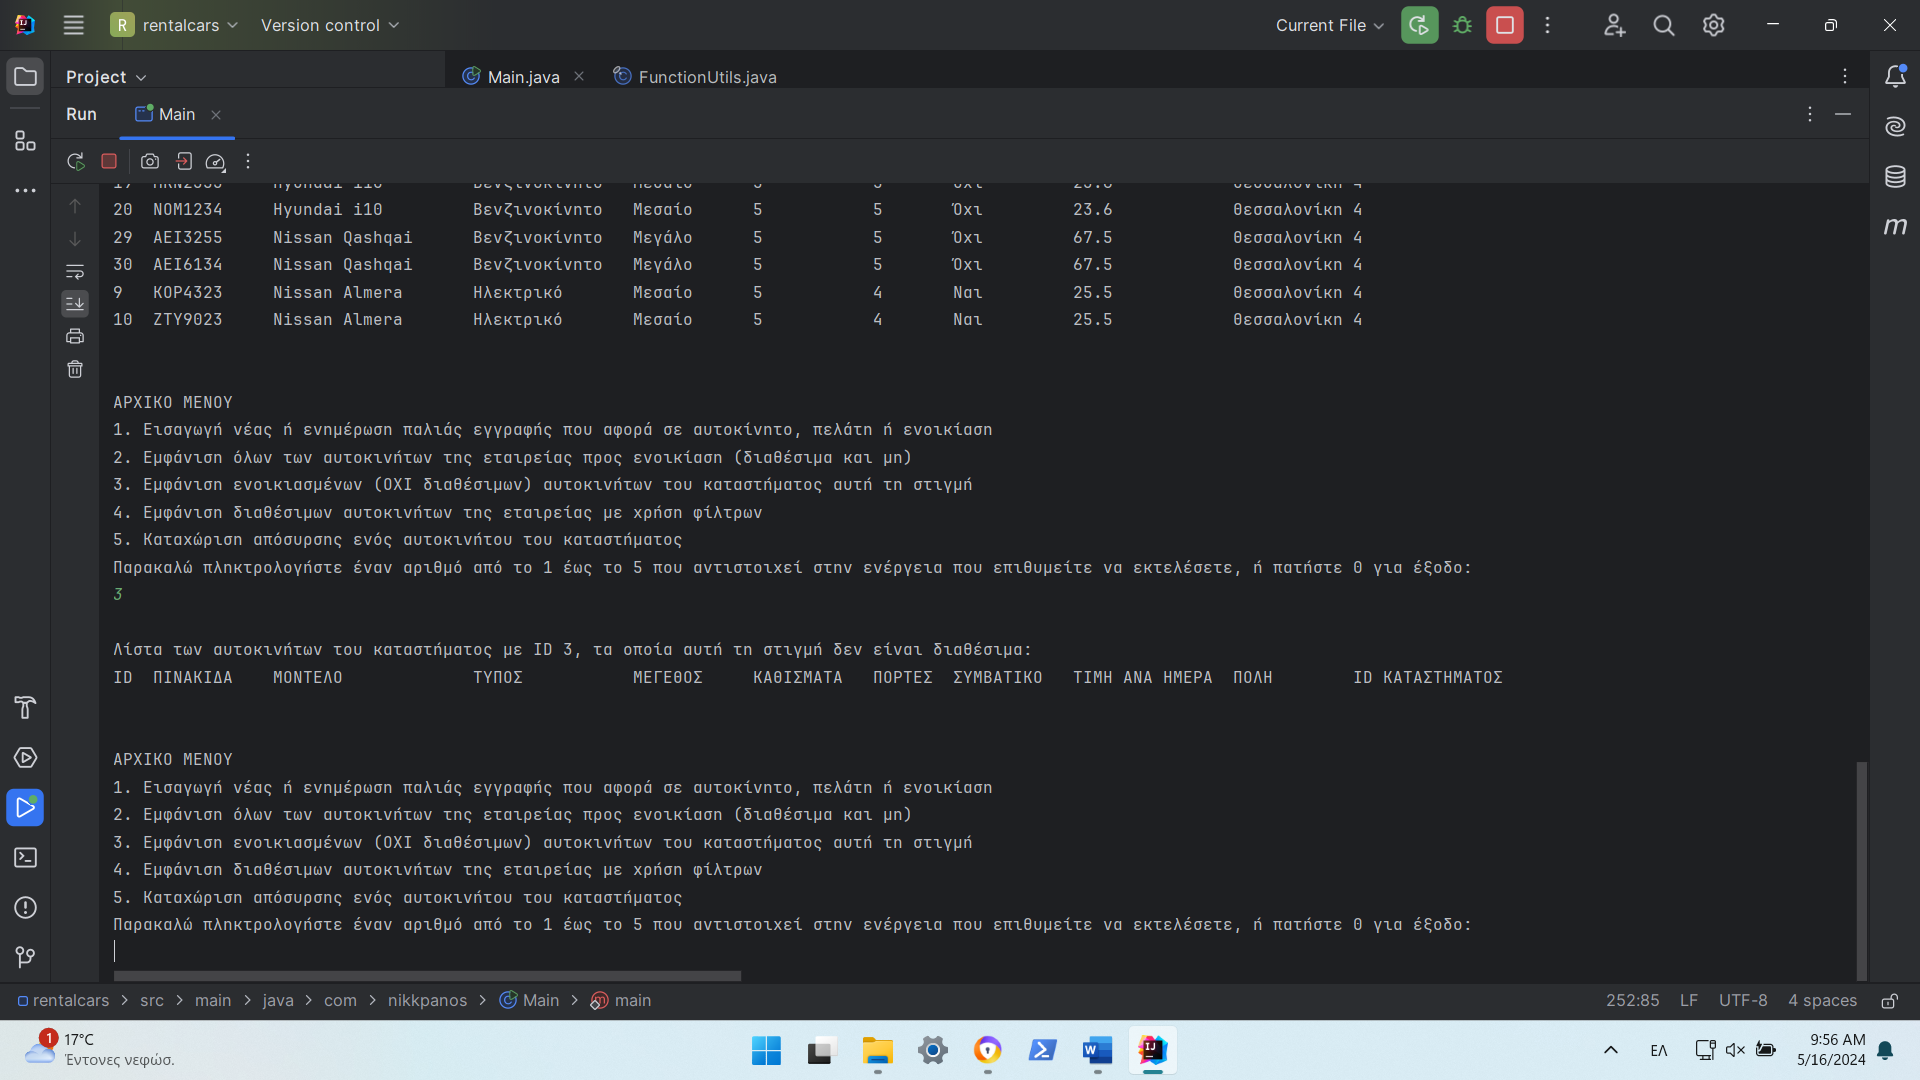 R rentalcars Version control Current File
Project Main.java FunctionUtils.java
Run Main
20 NOM1234 Hyundai i10 Βενζινοκίνητο Μεσαίο 5 5 Όχι 23.6 Θεσσαλονίκη 4
29 AEI3255 Nissan Qashqai Βενζινοκίνητο Μεγάλο 5 5 Όχι 67.5 Θεσσαλονίκη 4
30 AEI6134 Nissan Qashqai Βενζινοκίνητο Μεγάλο 5 5 Όχι 67.5 Θεσσαλονίκη 4
9 KOP4323 Nissan Almera Ηλεκτρικό Μεσαίο 5 4 Ναι 25.5 Θεσσαλονίκη 4
10 ZTY9023 Nissan Almera Ηλεκτρικό Μεσαίο 5 4 Ναι 25.5 Θεσσαλονίκη 4
ΑΡΧΙΚΟ ΜΕΝΟΥ
1. Εισαγωγή νέας ή ενημέρωση παλιάς εγγραφής που αφορά σε αυτοκίνητο, πελάτη ή ενοικίαση
2. Εμφάνιση όλων των αυτοκινήτων της εταιρείας προς ενοικίαση (διαθέσιμα και μη)
3. Εμφάνιση ενοικιασμένων (ΟΧΙ διαθέσιμων) αυτοκινήτων του καταστήματος αυτή τη στιγμή
4. Εμφάνιση διαθέσιμων αυτοκινήτων της εταιρείας με χρήση φίλτρων
5. Καταχώριση απόσυρσης ενός αυτοκινήτου του καταστήματος
Παρακαλώ πληκτρολογήστε έναν αριθμό από το 1 έως το 5 που αντιστοιχεί στην ενέργεια που επιθυμείτε να εκτελέσετε, ή πατήστε 0 για έξοδο:
3
Λίστα των αυτοκινήτων του καταστήματος με ID 3, τα οποία αυτή τη στιγμή δεν είναι διαθέσιμα:
ID ΠΙΝΑΚΙΔΑ ΜΟΝΤΕΛΟ ΤΥΠΟΣ ΜΕΓΕΘΟΣ ΚΑΘΙΣΜΑΤΑ ΠΟΡΤΕΣ ΣΥΜΒΑΤΙΚΟ ΤΙΜΗ ΑΝΑ ΗΜΕΡΑ ΠΟΛΗ ID ΚΑΤΑΣΤΗΜΑΤΟΣ
ΑΡΧΙΚΟ ΜΕΝΟΥ
1. Εισαγωγή νέας ή ενημέρωση παλιάς εγγραφής που αφορά σε αυτοκίνητο, πελάτη ή ενοικίαση
2. Εμφάνιση όλων των αυτοκινήτων της εταιρείας προς ενοικίαση (διαθέσιμα και μη)
3. Εμφάνιση ενοικιασμένων (ΟΧΙ διαθέσιμων) αυτοκινήτων του καταστήματος αυτή τη στιγμή
4. Εμφάνιση διαθέσιμων αυτοκινήτων της εταιρείας με χρήση φίλτρων
5. Καταχώριση απόσυρσης ενός αυτοκινήτου του καταστήματος
Παρακαλώ πληκτρολογήστε έναν αριθμό από το 1 έως το 5 που αντιστοιχεί στην ενέργεια που επιθυμείτε να εκτελέσετε, ή πατήστε 0 για έξοδο:
rentalcars src main java com nikkpanos Main main 252:85 LF UTF-8 4 spaces
1 17°C ΕΛ 9:56 AM
Έντονες νεφώσ. 5/16/2024